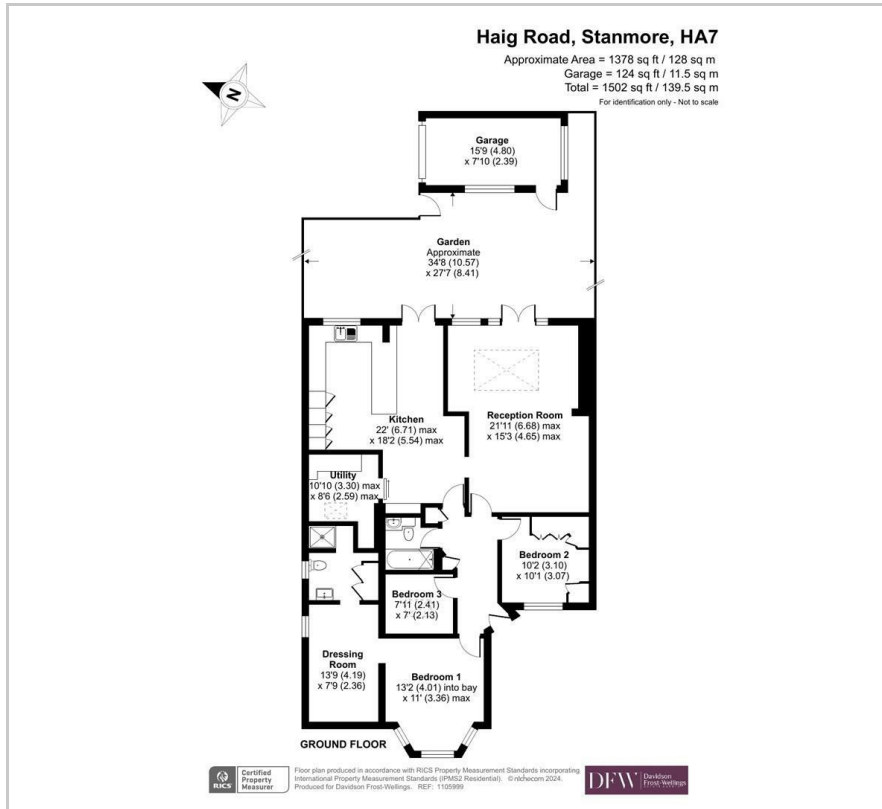 Haig Road, Stanmore, HA7
Approximate Area = 1378 sq ft / 128 sq m
Garage = 124 sq ft / 11.5 sq m
Total = 1502 sq ft / 139.5 sq m
For identification only - Not to scale
N
Garage
15'9 (4.80)
x 7'10 (2.39)
Garden
Approximate
34'8 (10.57)
x 27'7 (8.41)
Kitchen
22' (6.71) max
x 18'2 (5.54) max
Reception Room
21'11 (6.68) max
x 15'3 (4.65) max
Utility
10'10 (3.30) max
x 8'6 (2.59) max
Bedroom 2
10'2 (3.10)
x 10'1 (3.07)
Bedroom 3
7'11 (2.41)
x 7' (2.13)
Dressing
Room
13'9 (4.19)
x 7'9 (2.36)
Bedroom 1
13'2 (4.01) into bay
x 11' (3.36) max
GROUND FLOOR
RICS
Certified
Property
Measurer
Floor plan produced in accordance with RICS Property Measurement Standards incorporating
International Property Measurement Standards (IPMS2 Residential). © nichecom 2024.
Produced for Davidson Frost-Wellings. REF: 1105999
DFW
Davidson
Frost-Wellings